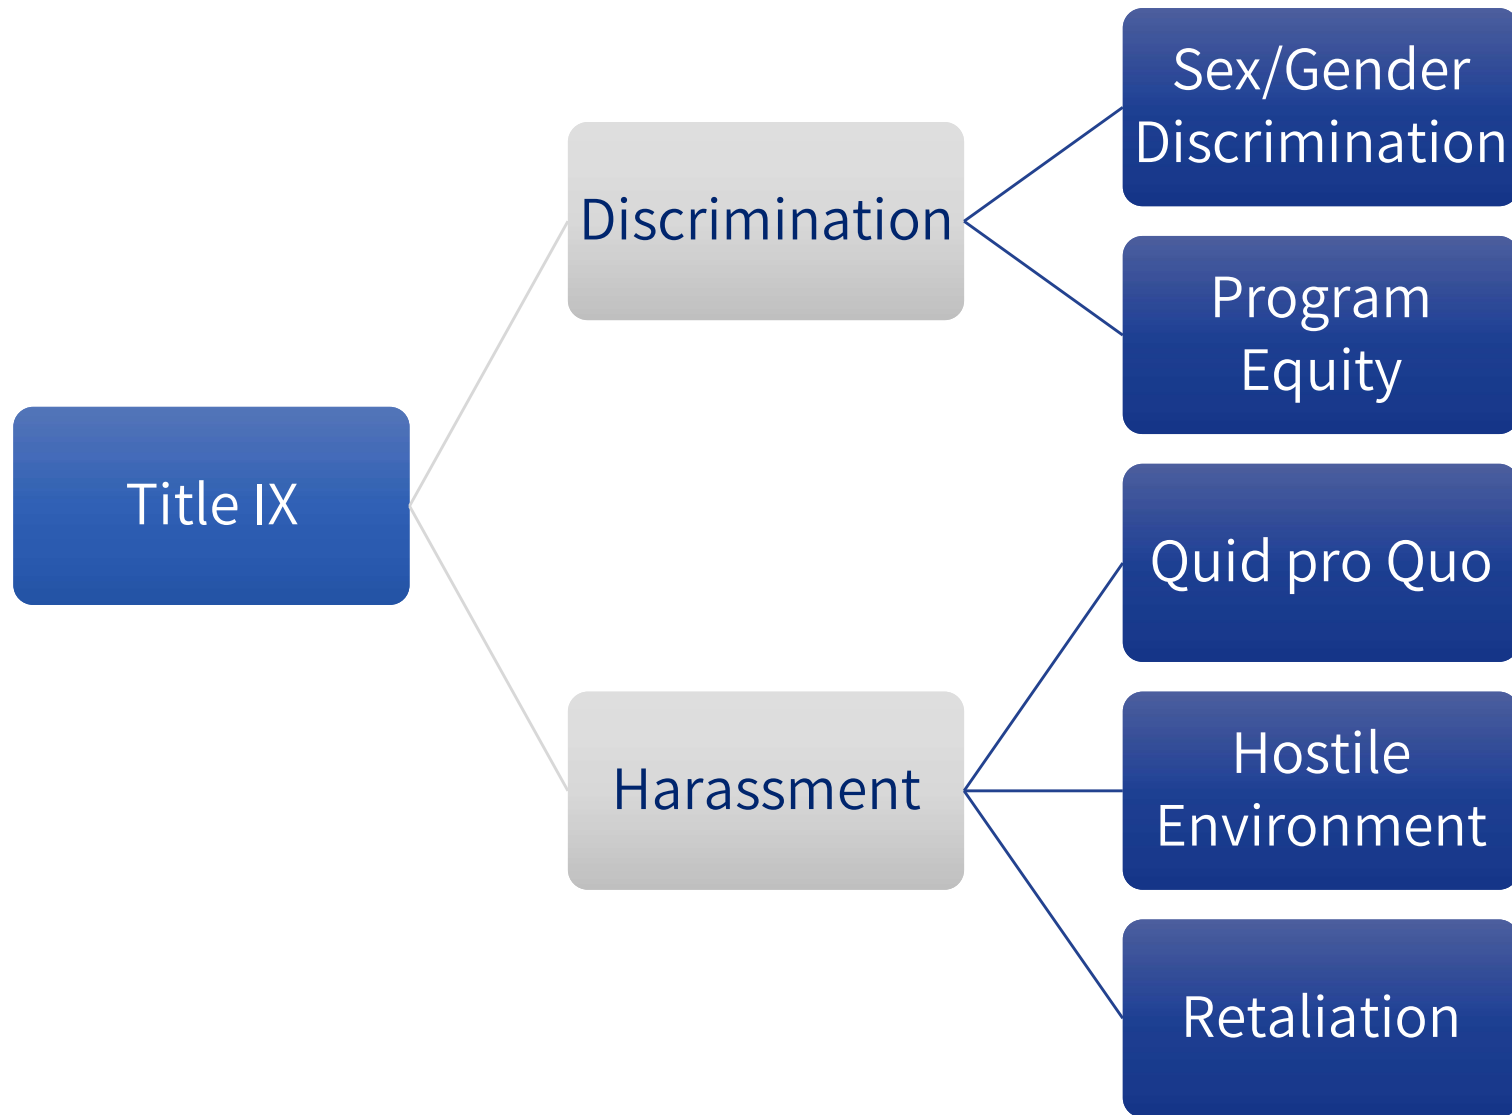 Title IX
Discrimination
Sex/Gender
Discrimination
Program
Equity
Harassment
Quid pro Quo
Hostile
Environment
Retaliation